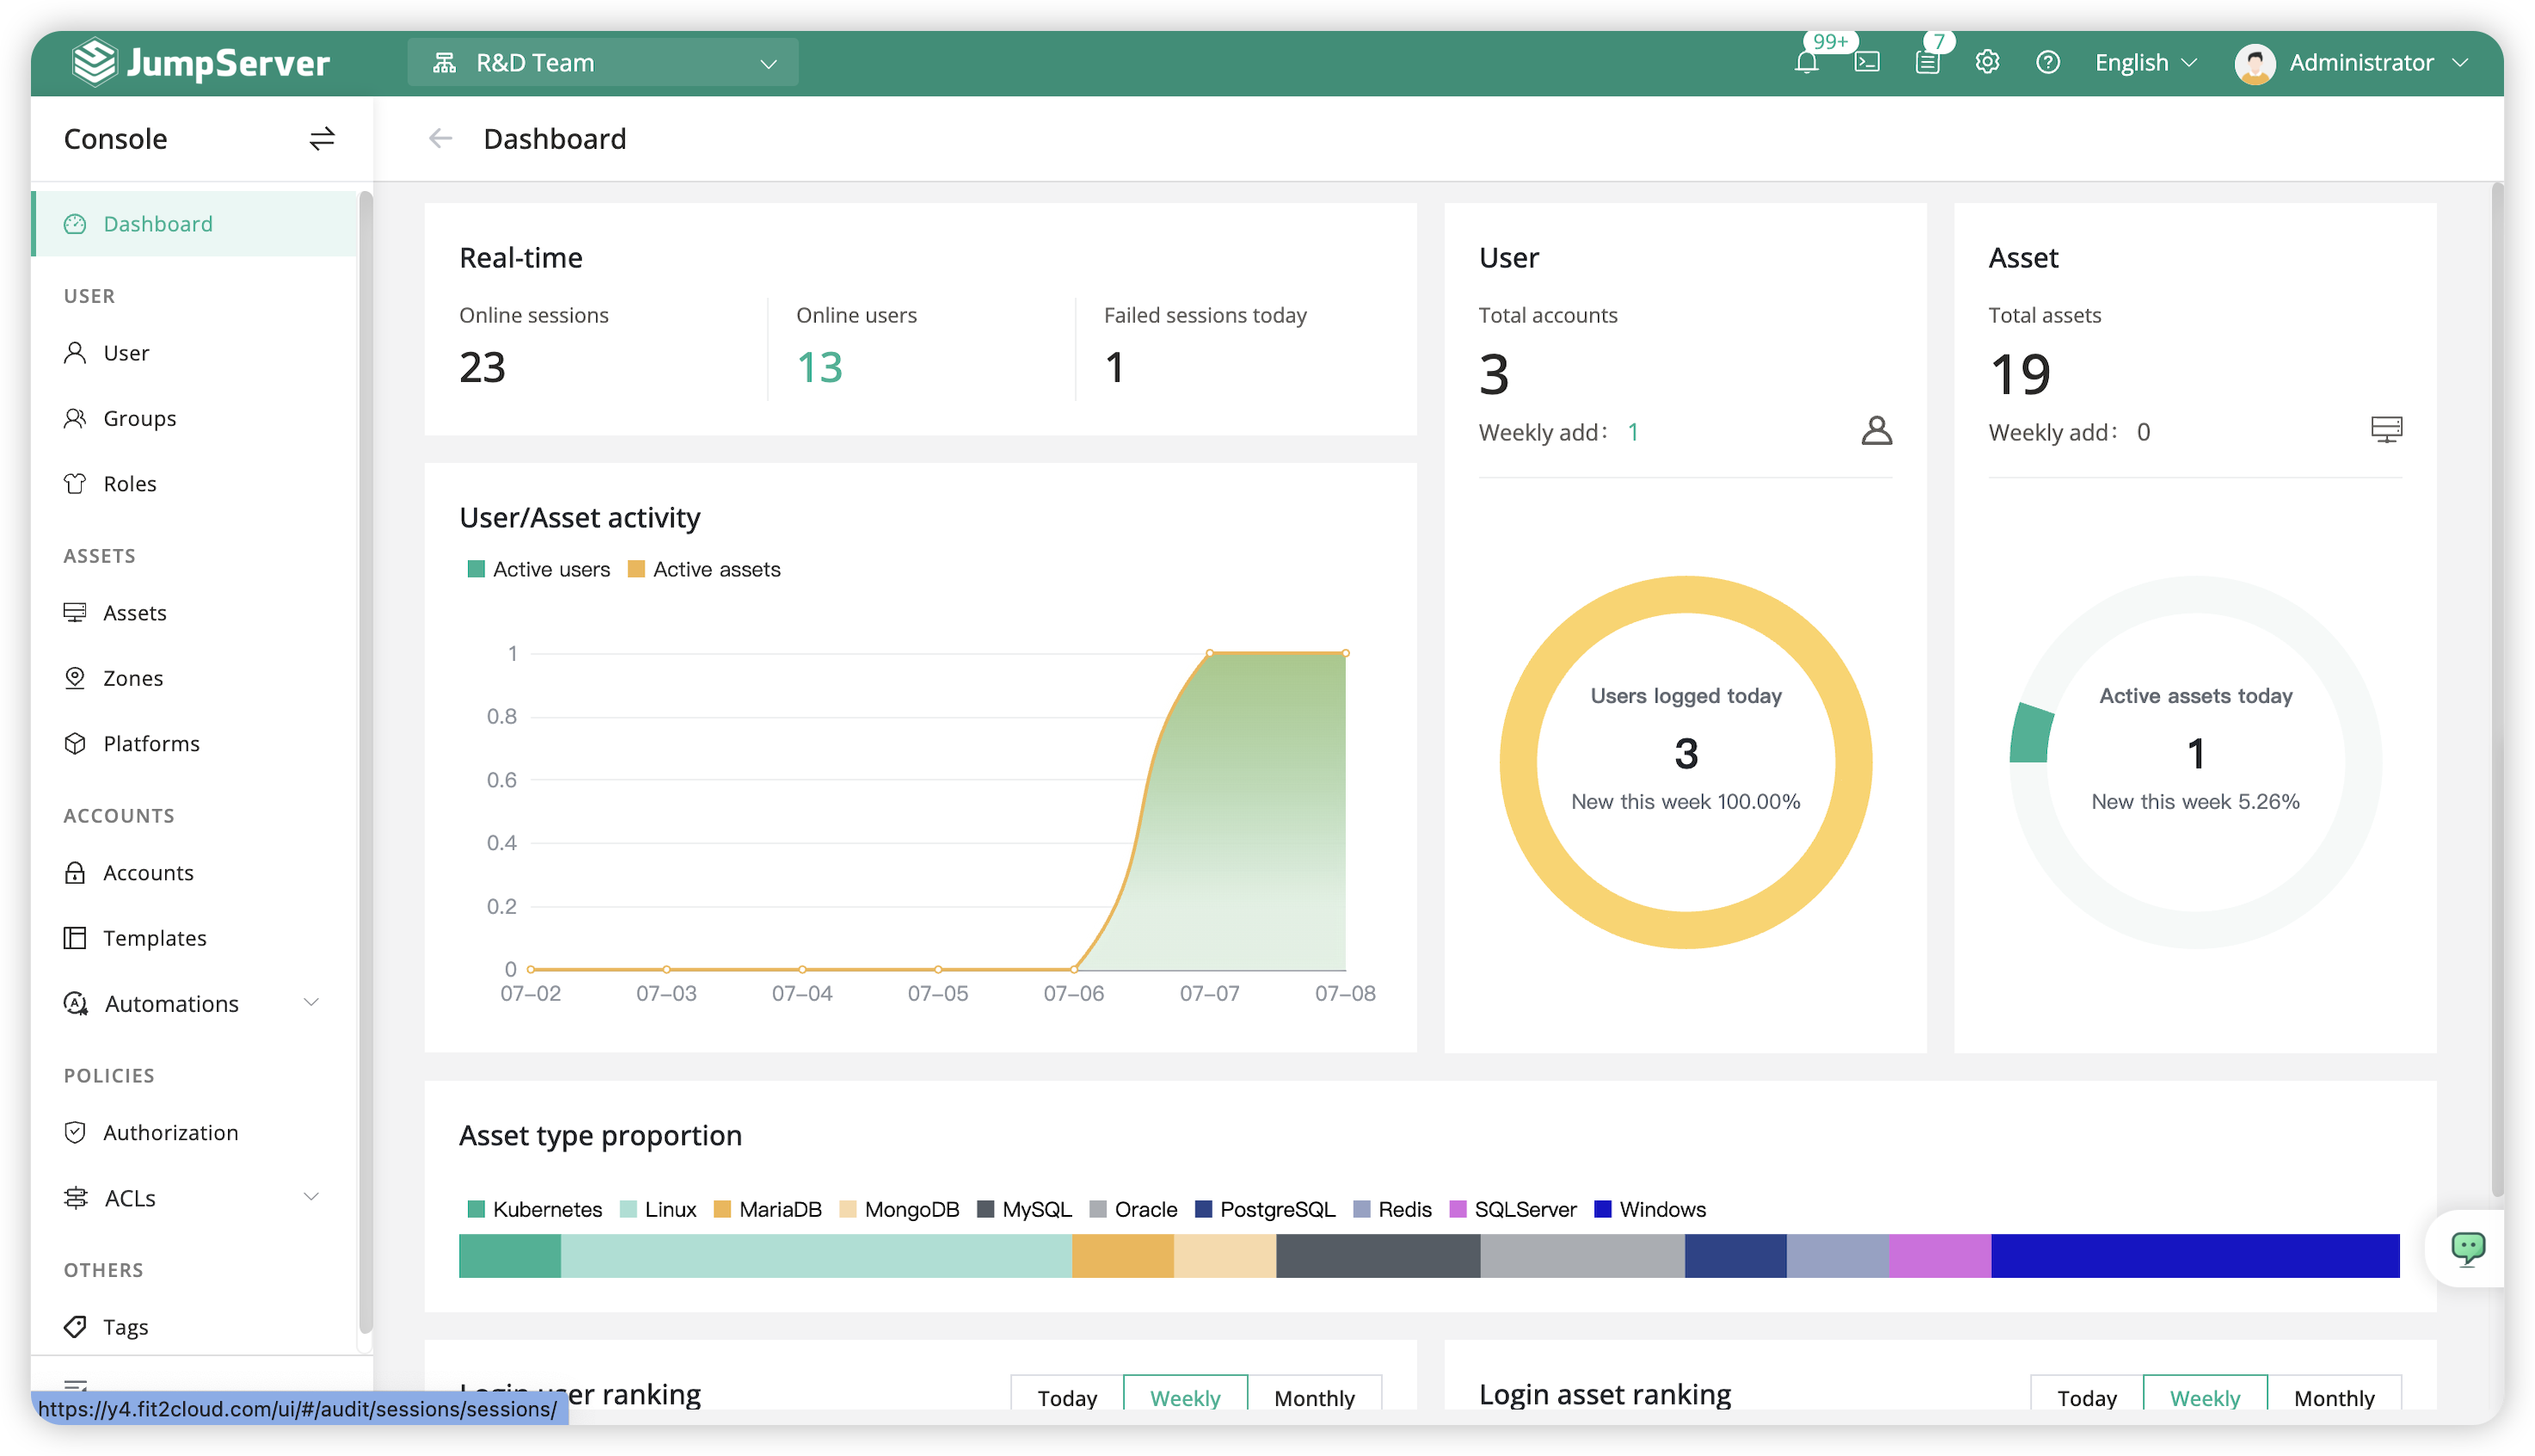 JumpServer
R&D Team
99+
7
English
Administrator
Console
Dashboard
Dashboard
USER
User
Groups
Roles
ASSETS
Assets
Zones
Platforms
ACCOUNTS
Accounts
Templates
Automations
POLICIES
Authorization
ACLs
OTHERS
Tags
https://y4.fit2cloud.com/ui/#/audit/sessions/sessions/
Real-time
Online sessions
23
Online users
13
Failed sessions today
1
User
Total accounts
3
Weekly add: 1
Users logged today
3
New this week 100.00%
Asset
Total assets
19
Weekly add: 0
Active assets today
1
New this week 5.26%
User/Asset activity
Active users Active assets
1
0.8
0.6
0.4
0.2
0
07-02 07-03 07-04 07-05 07-06 07-07 07-08
Asset type proportion
Kubernetes Linux MariaDB MongoDB MySQL Oracle PostgreSQL Redis SQLServer Windows
Login user ranking
Today Weekly Monthly
Login asset ranking
Today Weekly Monthly